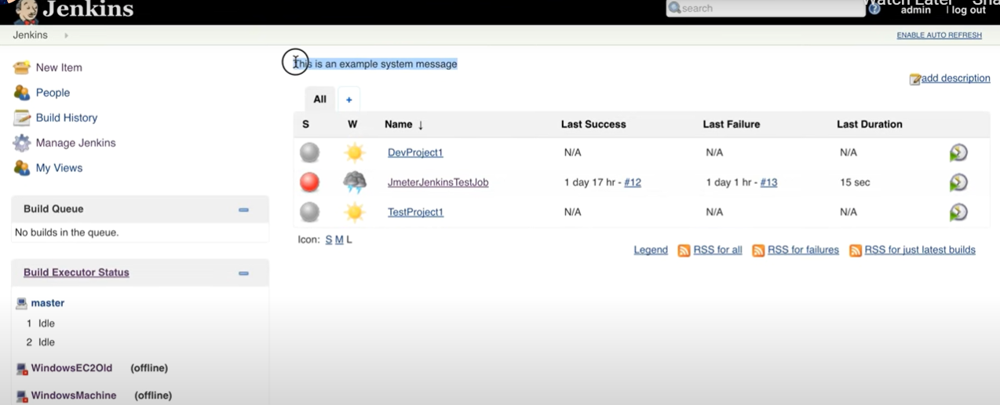 Jenkins
search
Watch Later
admin | log out
Jenkins
ENABLE AUTO REFRESH
This is an example system message
add description
New Item
People
Build History
Manage Jenkins
My Views
All +
S W Name ↓ Last Success Last Failure Last Duration
DevProject1 N/A N/A N/A
JmeterJenkinsTestJob 1 day 17 hr - #12 1 day 1 hr - #13 15 sec
TestProject1 N/A N/A N/A
Icon: S M L
Legend RSS for all RSS for failures RSS for just latest builds
Build Queue
No builds in the queue.
Build Executor Status
master
1 Idle
2 Idle
WindowsEC2Old (offline)
WindowsMachine (offline)